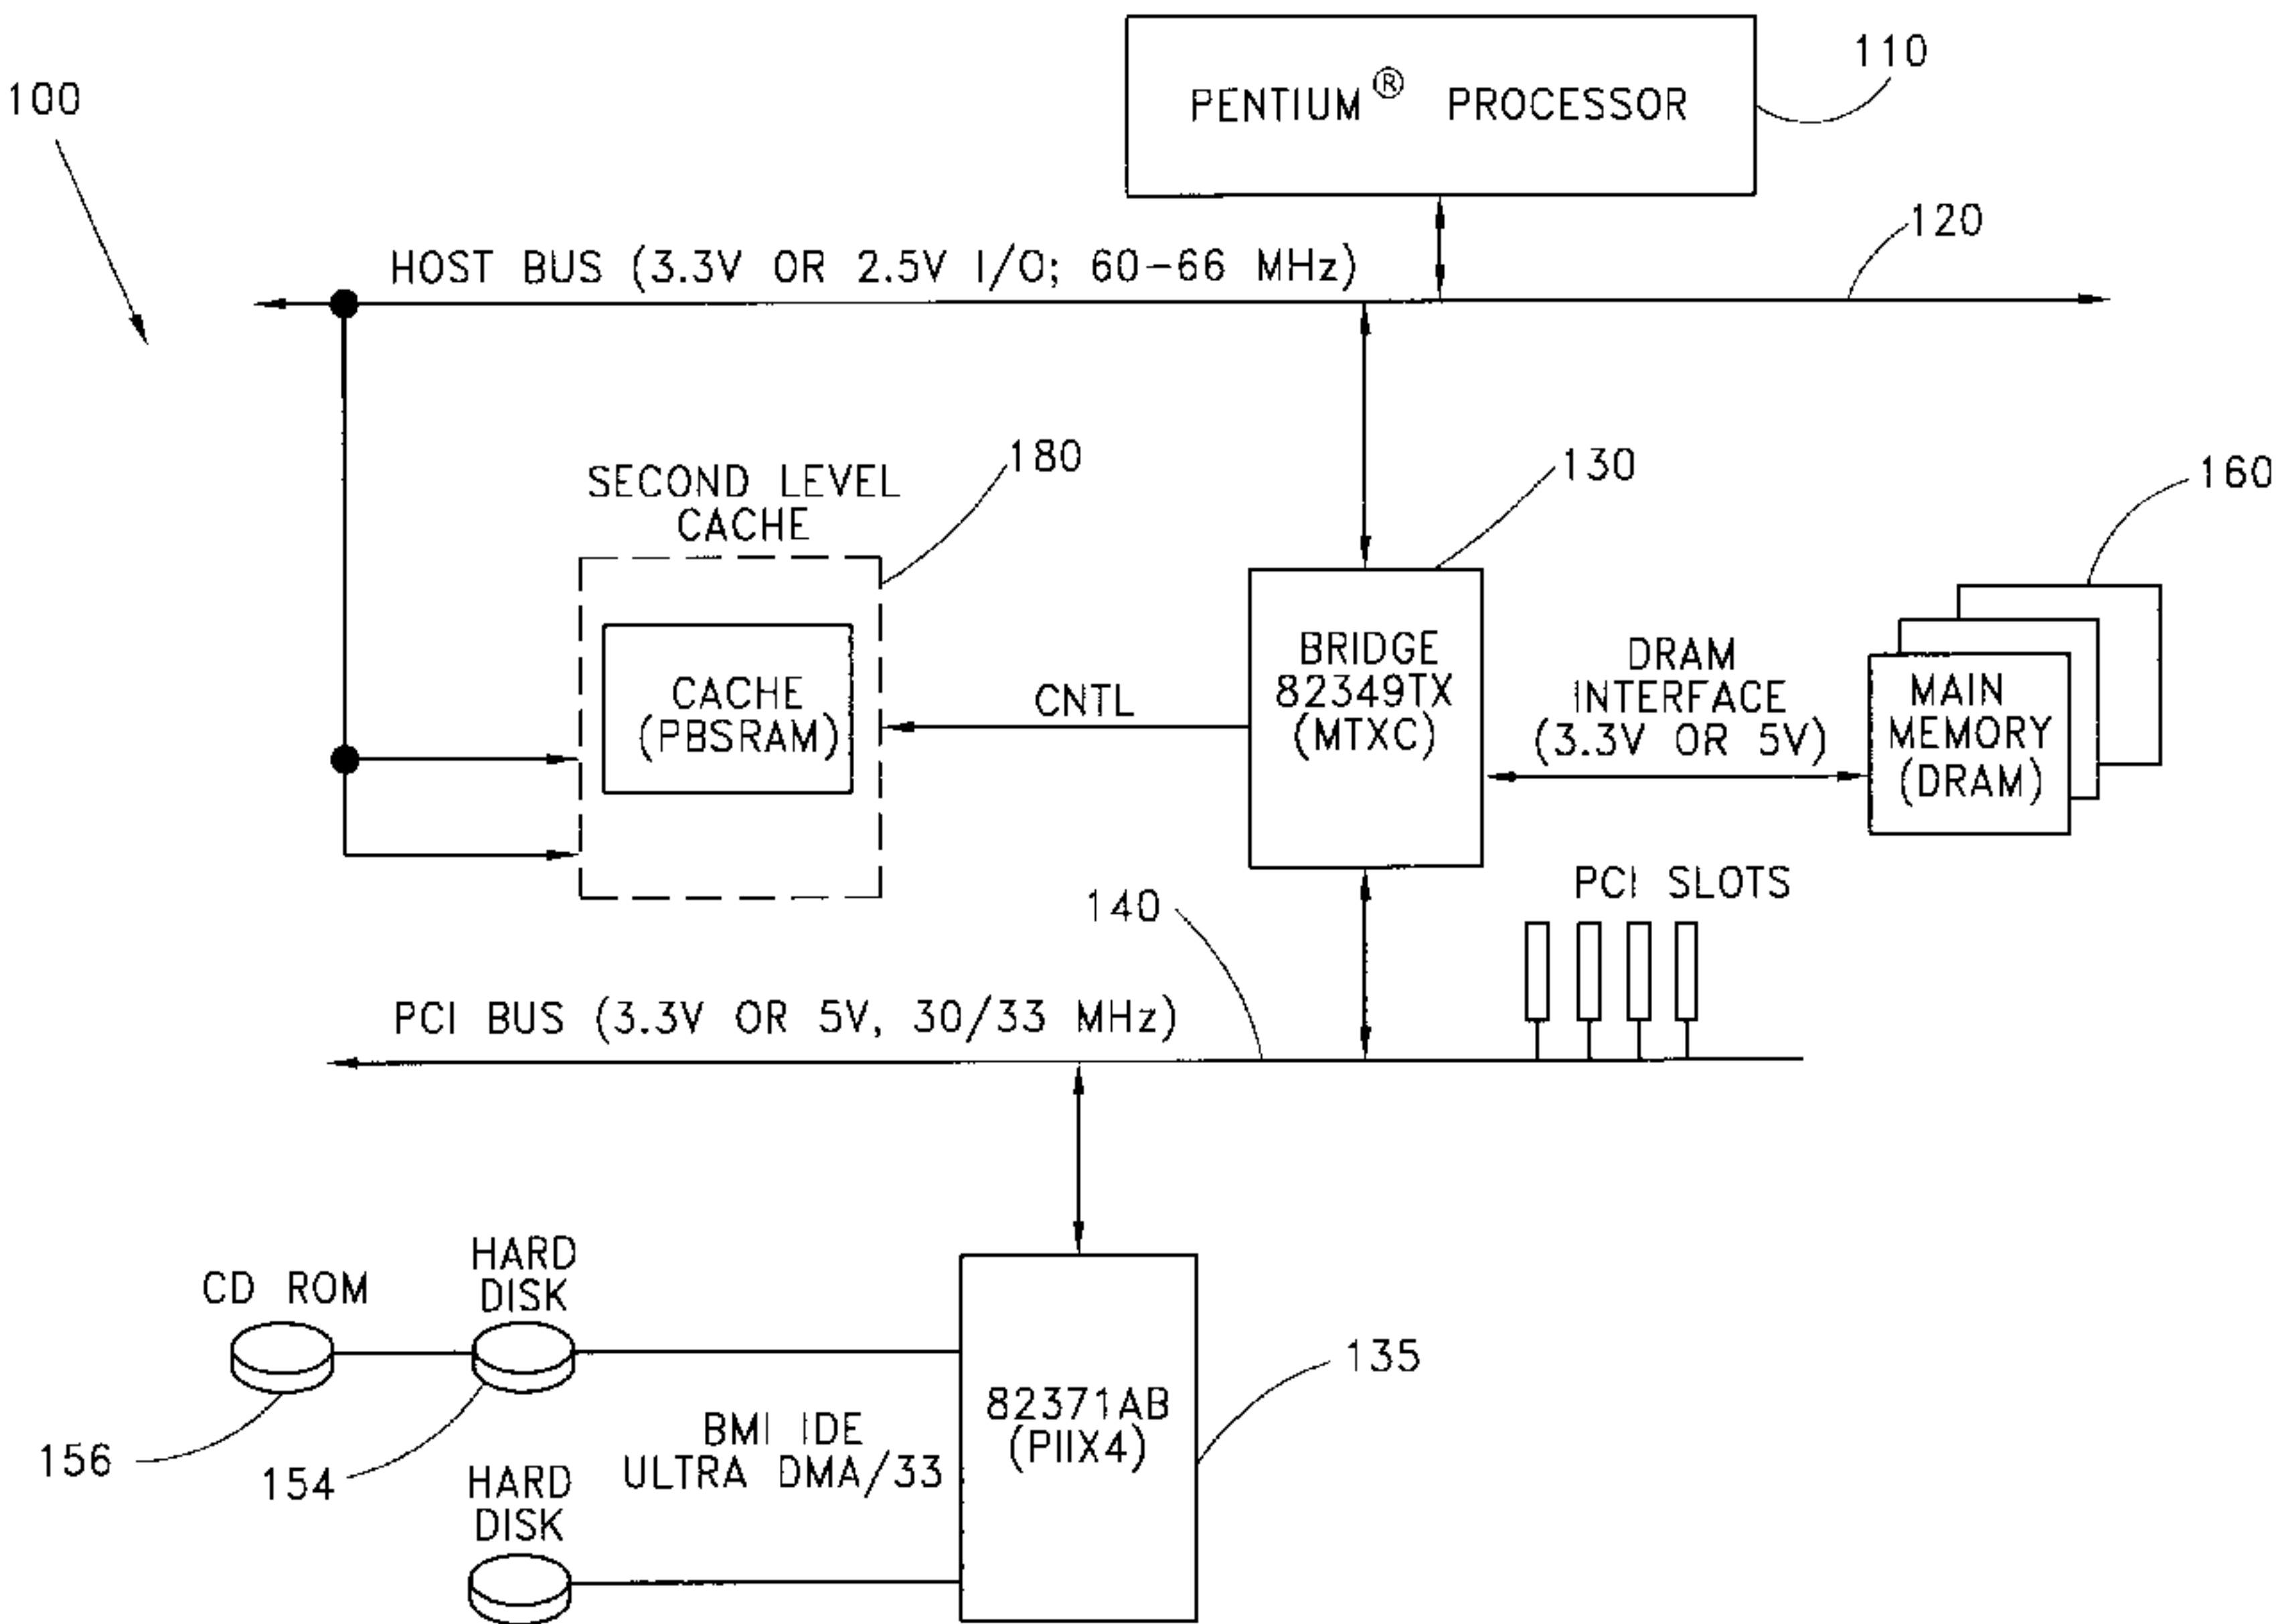 PENTIUM® PROCESSOR
110
100
120
HOST BUS (3.3V OR 2.5V I/O; 60-66 MHz)
180
130
160
SECOND LEVEL
CACHE
CACHE
(PBSRAM)
CNTL
BRIDGE
82349TX
(MTXC)
DRAM
INTERFACE
(3.3V OR 5V)
MAIN
MEMORY
(DRAM)
PCI SLOTS
140
PCI BUS (3.3V OR 5V, 30/33 MHz)
HARD
DISK
CD ROM
135
82371AB
(PIIX4)
BMI IDE
ULTRA DMA/33
156
154
HARD
DISK